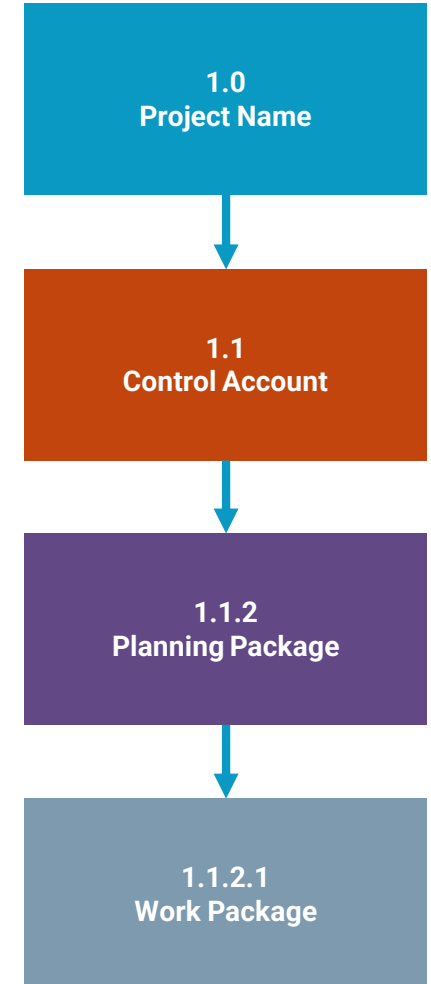 1.0
Project Name
1.1
Control Account
1.1.2
Planning Package
1.1.2.1
Work Package